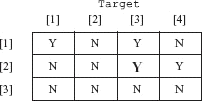 Target
[1] [2] [3] [4]
[1] Y N Y N
[2] N N Y Y
[3] N N N N